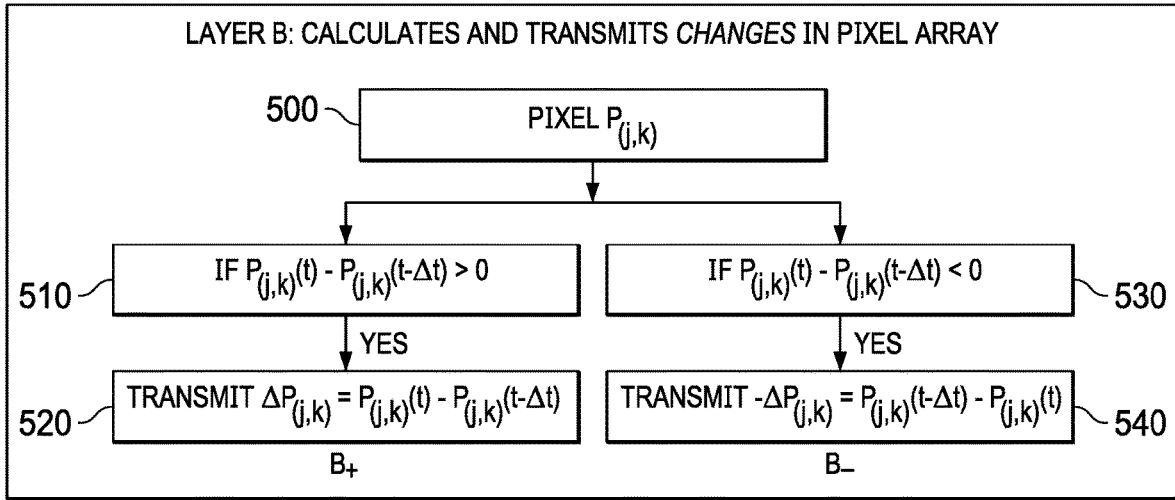 LAYER B: CALCULATES AND TRANSMITS CHANGES IN PIXEL ARRAY
500
PIXEL P(j,k)
IF P(j,k)(t) - P(j,k)(t-Δt) > 0
IF P(j,k)(t) - P(j,k)(t-Δt) < 0
510
530
YES
YES
TRANSMIT ΔP(j,k) = P(j,k)(t) - P(j,k)(t-Δt)
TRANSMIT -ΔP(j,k) = P(j,k)(t-Δt) - P(j,k)(t)
520
540
B+
B−